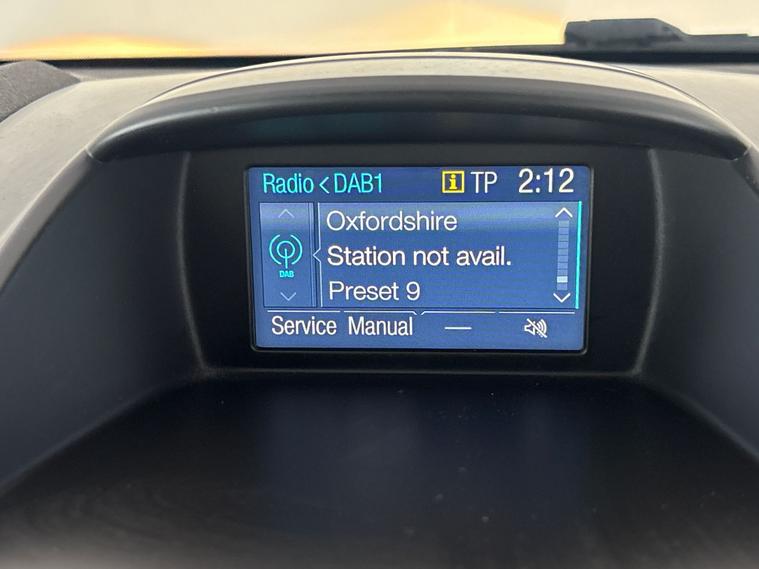 Radio < DAB1 i TP 2:12
Oxfordshire
DAB
Station not avail.
Preset 9
Service Manual —